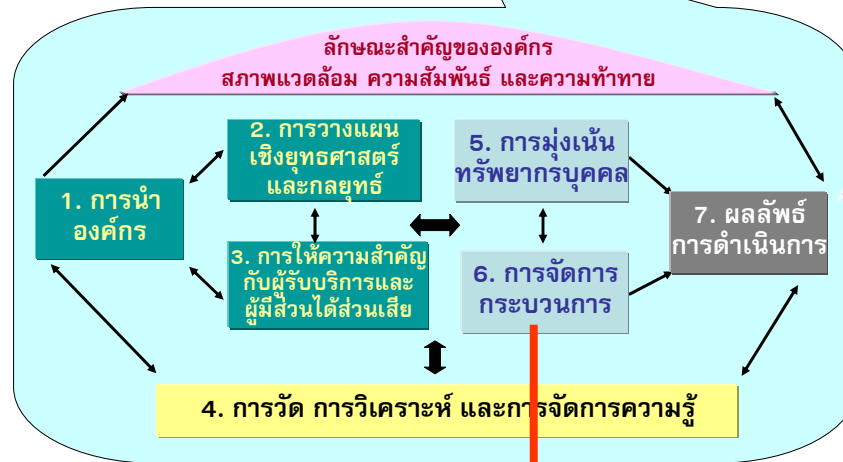 ลักษณะสำคัญขององค์กร
สภาพแวดล้อม ความสัมพันธ์ และความท้าทาย
1. การนำ
องค์กร
2. การวางแผน
เชิงยุทธศาสตร์
และกลยุทธ์
3. การให้ความสำคัญ
กับผู้รับบริการและ
ผู้มีส่วนได้ส่วนเสีย
5. การมุ่งเน้น
ทรัพยากรบุคคล
6. การจัดการ
กระบวนการ
7. ผลลัพธ์
การดำเนินการ
4. การวัด การวิเคราะห์ และการจัดการความรู้